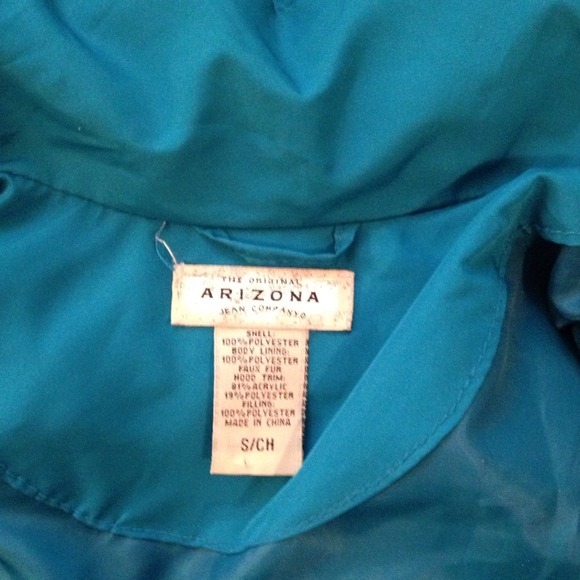 THE ORIGINAL
ARIZONA
JEAN COMPANY
SHELL:
100% POLYESTER
BODY LINING:
100% POLYESTER
FAUX FUR
HOOD TRIM:
81% ACRYLIC
19% POLYESTER
FILLING:
100% POLYESTER
MADE IN CHINA
S/CH